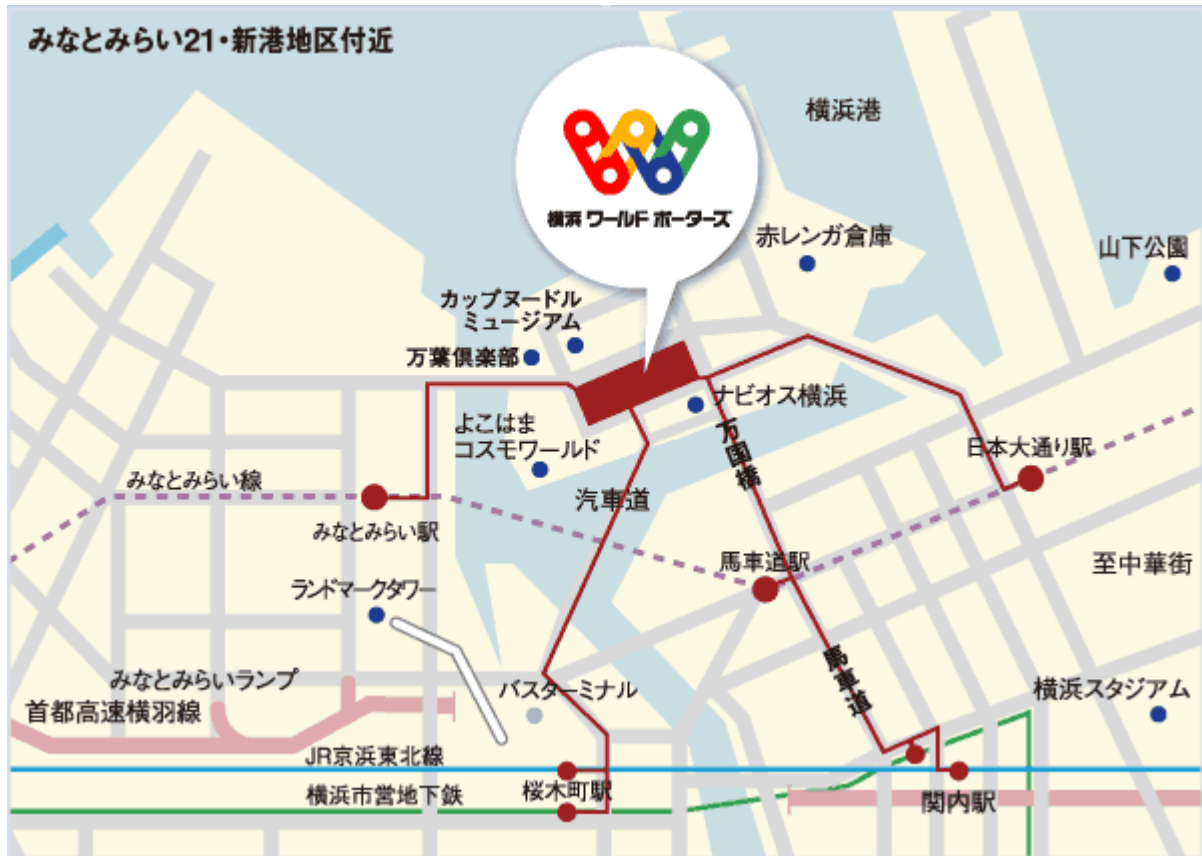 みなとみらい21・新港地区付近
横浜港
横浜 ワールド ポーターズ
赤レンガ倉庫
山下公園
カップヌードル
ミュージアム
万葉倶楽部
ナビオス横浜
よこはま
コスモワールド
万国橋
日本大通り駅
みなとみらい線
汽車道
みなとみらい駅
馬車道駅
至中華街
ランドマークタワー
馬車道
みなとみらいランプ
バスターミナル
横浜スタジアム
首都高速横羽線
JR京浜東北線
横浜市営地下鉄
桜木町駅
関内駅